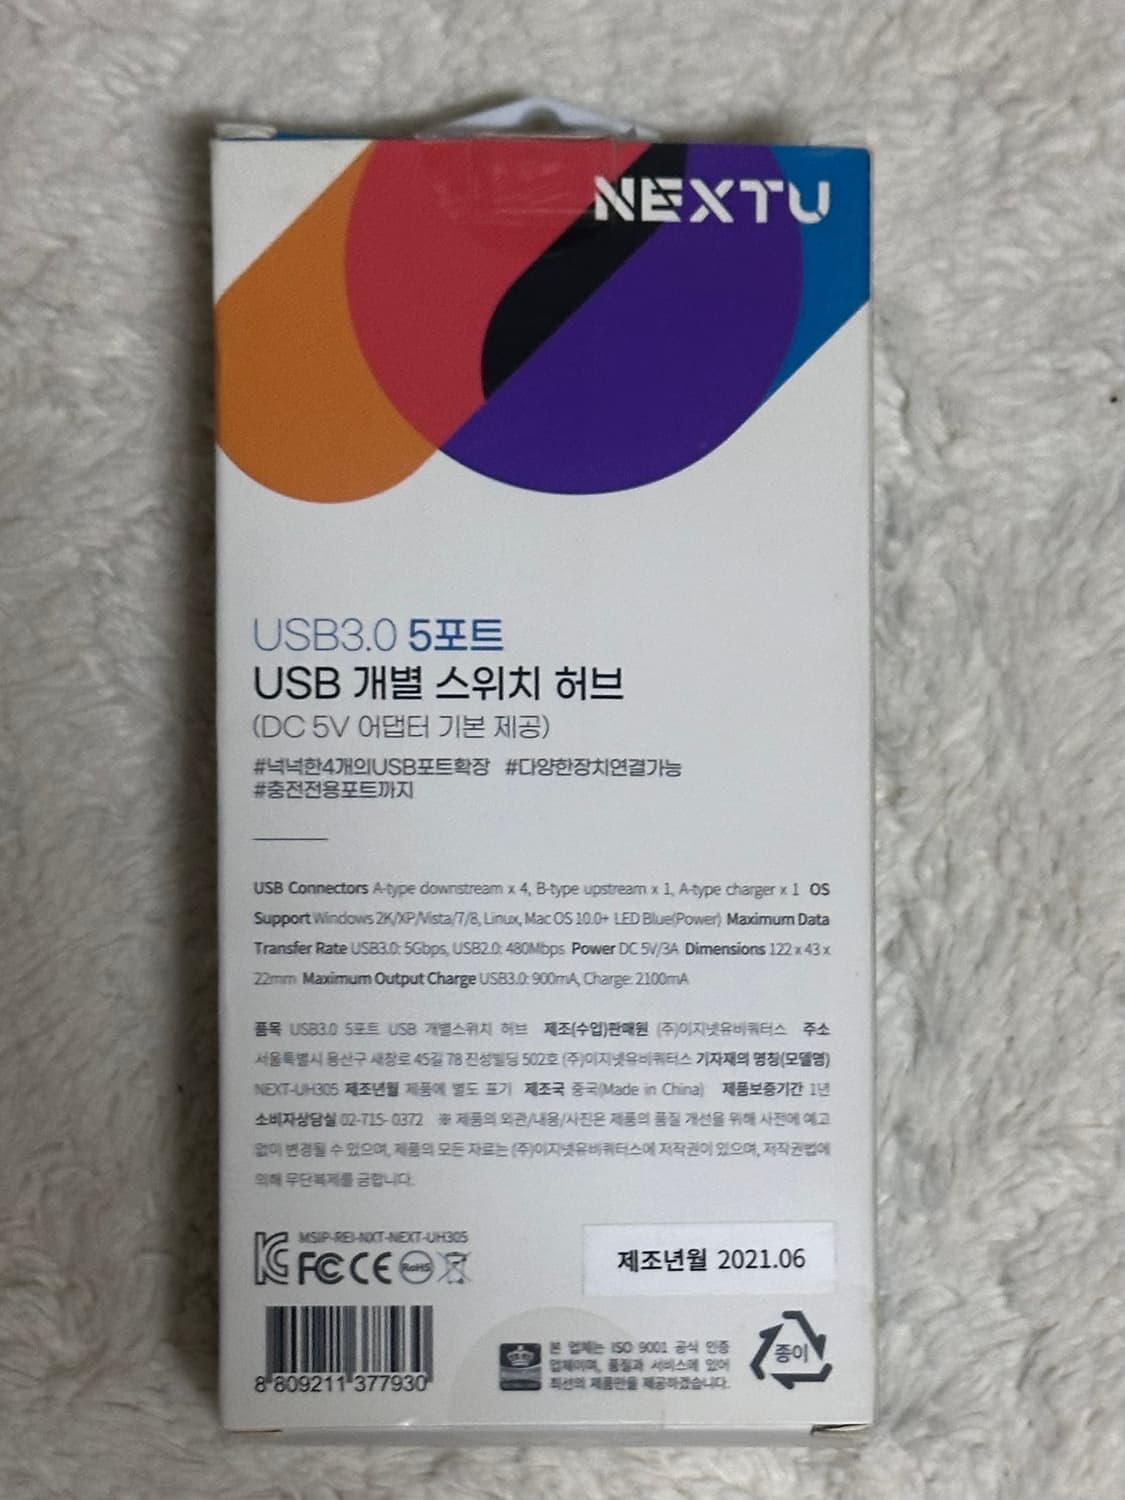 NEXTU
USB3.0 5포트
USB 개별 스위치 허브
(DC 5V 어댑터 기본 제공)
#넉넉한4개의USB포트확장 #다양한장치연결가능
#충전전용포트까지
USB Connectors A-type downstream x 4, B-type upstream x 1, A-type charger x 1 OS
Support Windows 2K/XP/Vista/7/8, Linux, Mac OS 10.0+ LED Blue(Power) Maximum Data
Transfer Rate USB3.0: 5Gbps, USB2.0: 480Mbps Power DC 5V/3A Dimensions 122 x 43 x
22mm Maximum Output Charge USB3.0: 900mA, Charge: 2100mA
품목 USB3.0 5포트 USB 개별스위치 허브 제조(수입)판매원 (주)이지넷유비쿼터스 주소
서울특별시 용산구 새창로 45길 78 진성빌딩 502호 (주)이지넷유비쿼터스 기자재의 명칭(모델명)
NEXT-UH305 제조년월 제품에 별도 표기 제조국 중국(Made in China) 제품보증기간 1년
소비자상담실 02-715- 0372 ※ 제품의 외관/내용/사진은 제품의 품질 개선을 위해 사전에 예고
없이 변경될 수 있으며, 제품의 모든 자료는 (주)이지넷유비쿼터스에 저작권이 있으며, 저작권법에
의해 무단복제를 금합니다.
MSIP-REI-NXT-NEXT-UH305
FC CE RoHS
제조년월 2021.06
8 809211 377930
본 업체는 ISO 9001 공식 인증
업체이며, 품질과 서비스에 있어
최선의 제품만을 제공하겠습니다.
종이